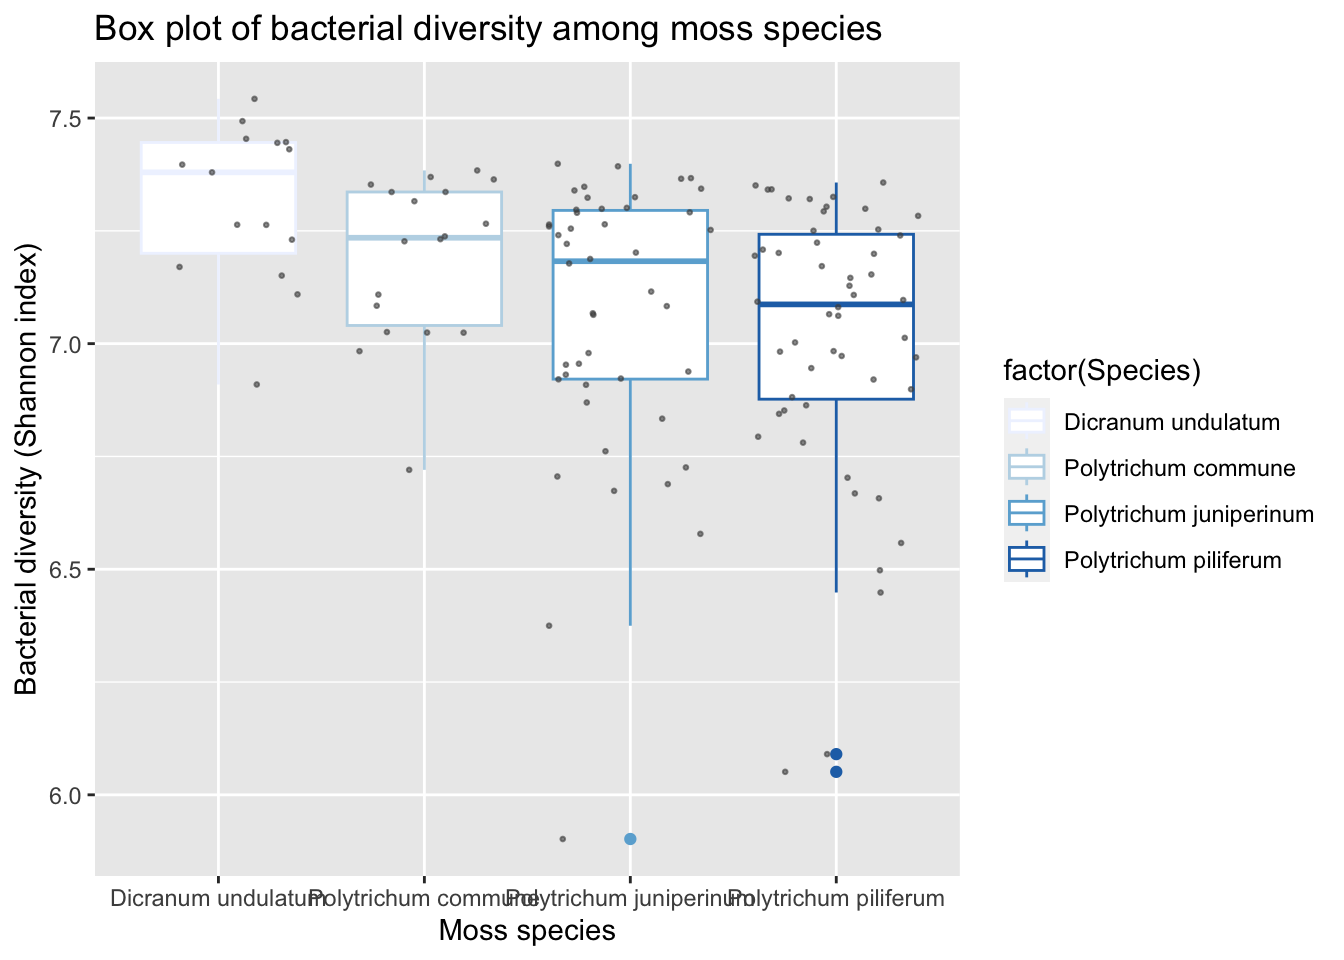 Box plot of bacterial diversity among moss species
7.5
7.0
6.5
6.0
Bacterial diversity (Shannon index)
Dicranum undulatum Polytrichum commune Polytrichum juniperinum Polytrichum piliferum
Moss species
factor(Species)
Dicranum undulatum
Polytrichum commune
Polytrichum juniperinum
Polytrichum piliferum